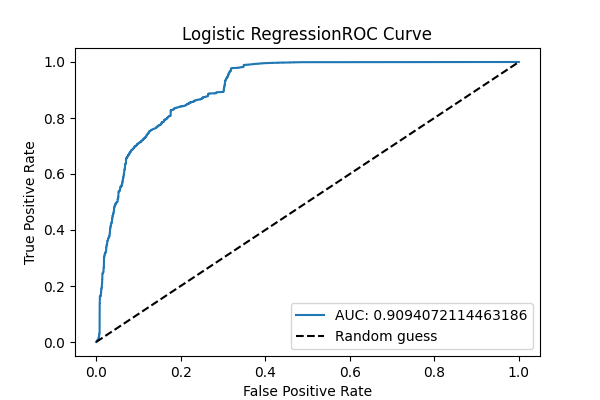 Logistic RegressionROC Curve
True Positive Rate
1.0
0.8
0.6
0.4
0.2
0.0
AUC: 0.9094072114463186
Random guess
0.0 0.2 0.4 0.6 0.8 1.0
False Positive Rate